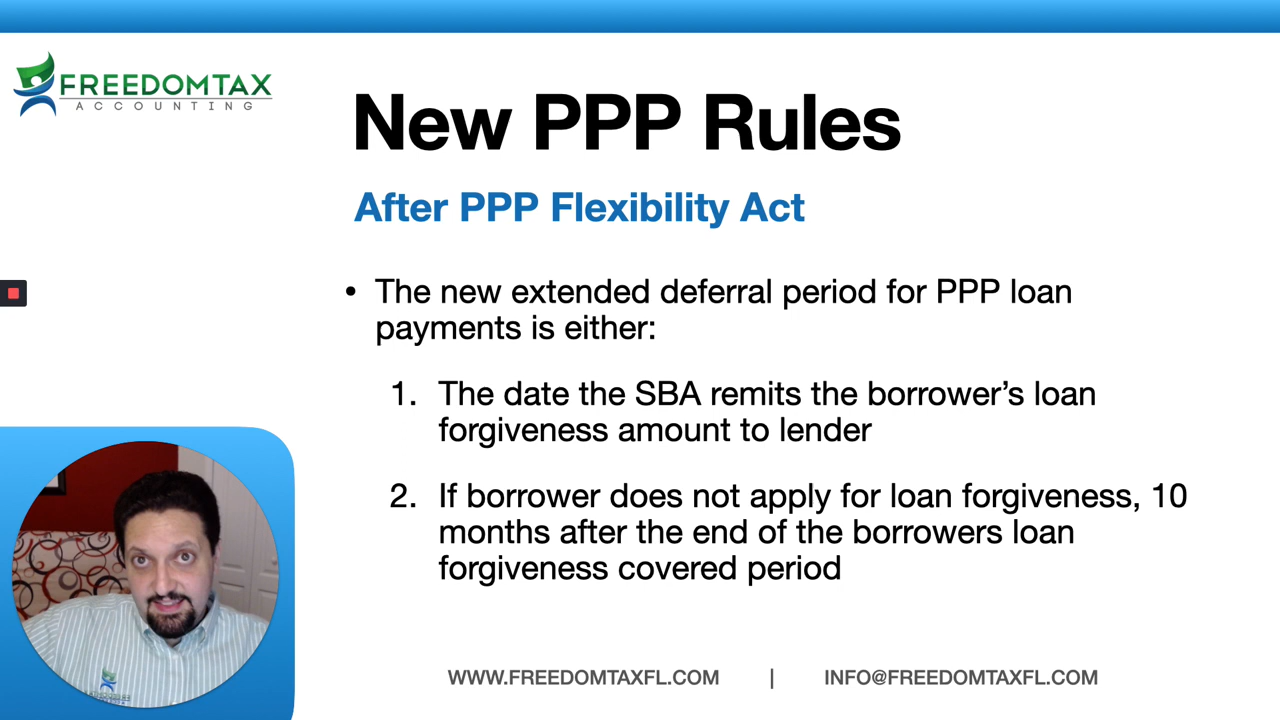 FREEDOMTAX
ACCOUNTING
New PPP Rules
After PPP Flexibility Act
• The new extended deferral period for PPP loan
payments is either:
1. The date the SBA remits the borrower’s loan
forgiveness amount to lender
2. If borrower does not apply for loan forgiveness, 10
months after the end of the borrowers loan
forgiveness covered period
WWW.FREEDOMTAXFL.COM | INFO@FREEDOMTAXFL.COM